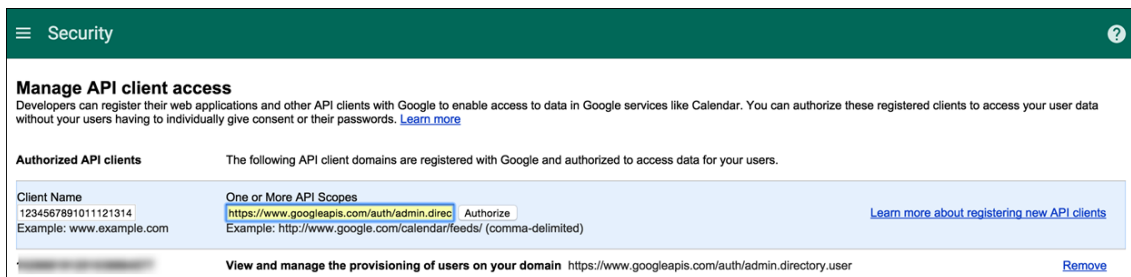 Security
Manage API client access
Developers can register their web applications and other API clients with Google to enable access to data in Google services like Calendar. You can authorize these registered clients to access your user data
without your users having to individually give consent or their passwords. Learn more
Authorized API clients The following API client domains are registered with Google and authorized to access data for your users.
Client Name One or More API Scopes
1234567891011121314 https://www.googleapis.com/auth/admin.direc Authorize Learn more about registering new API clients
Example: www.example.com Example: http://www.google.com/calendar/feeds/ (comma-delimited)
View and manage the provisioning of users on your domain https://www.googleapis.com/auth/admin.directory.user Remove